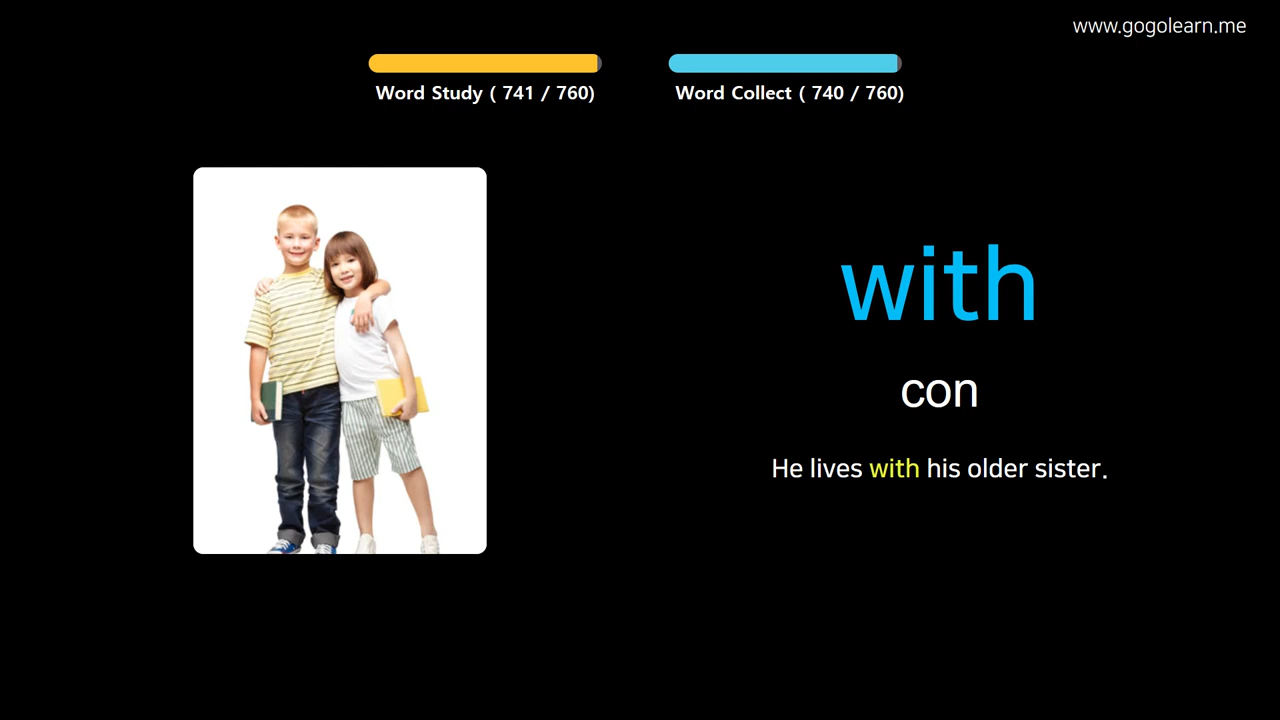 www.gogolearn.me
Word Study ( 741 / 760)
Word Collect ( 740 / 760)
with
con
He lives with his older sister.